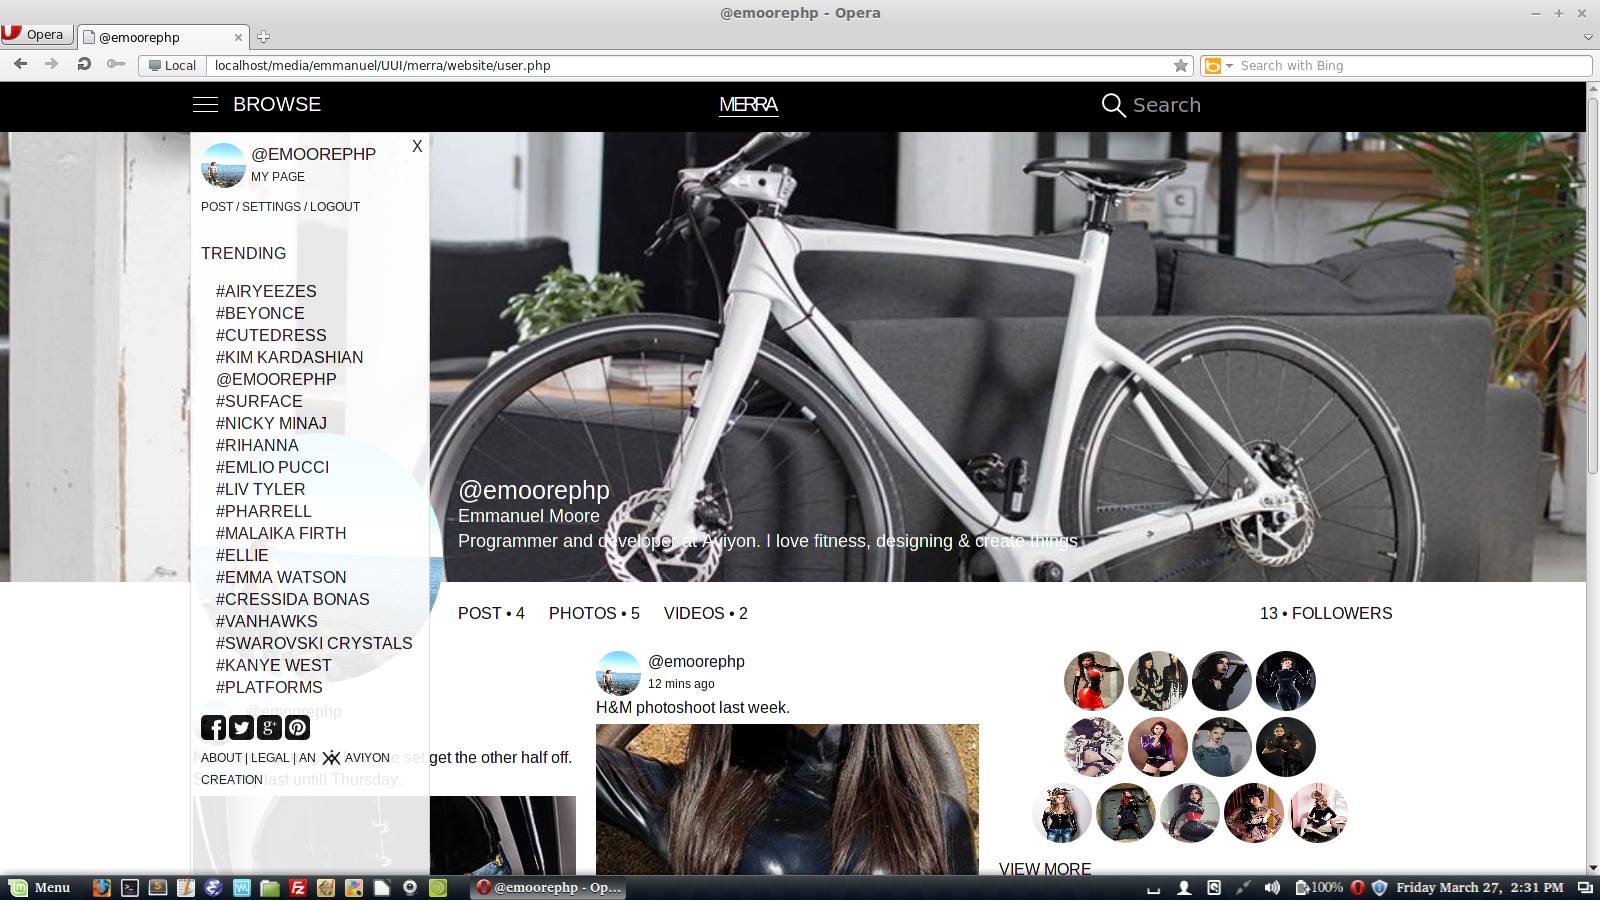 @emoorephp - Opera
Opera
@emoorephp
Local
localhost/media/emmanuel/UUI/merra/website/user.php
Search with Bing
BROWSE
MERRA
Search
@EMOOREPHP
X
MY PAGE
POST / SETTINGS / LOGOUT
TRENDING
#AIRYEEZES
#BEYONCE
#CUTEDRESS
#KIM KARDASHIAN
@EMOOREPHP
#SURFACE
#NICKY MINAJ
#RIHANNA
#EMLIO PUCCI
#LIV TYLER
#PHARRELL
#MALAIKA FIRTH
#ELLIE
#EMMA WATSON
#CRESSIDA BONAS
#VANHAWKS
#SWAROVSKI CRYSTALS
#KANYE WEST
#PLATFORMS
@emoorephp
ABOUT | LEGAL | AN AVIYON
CREATION
@emoorephp
Emmanuel Moore
Programmer and developer at Aviyon. I love fitness, designing & create things
POST • 4 PHOTOS • 5 VIDEOS • 2
13 • FOLLOWERS
e set get the other half off.
last untill Thursday.
@emoorephp
12 mins ago
H&M photoshoot last week.
VIEW MORE
Menu
@emoorephp - Op...
100%
Friday March 27, 2:31 PM